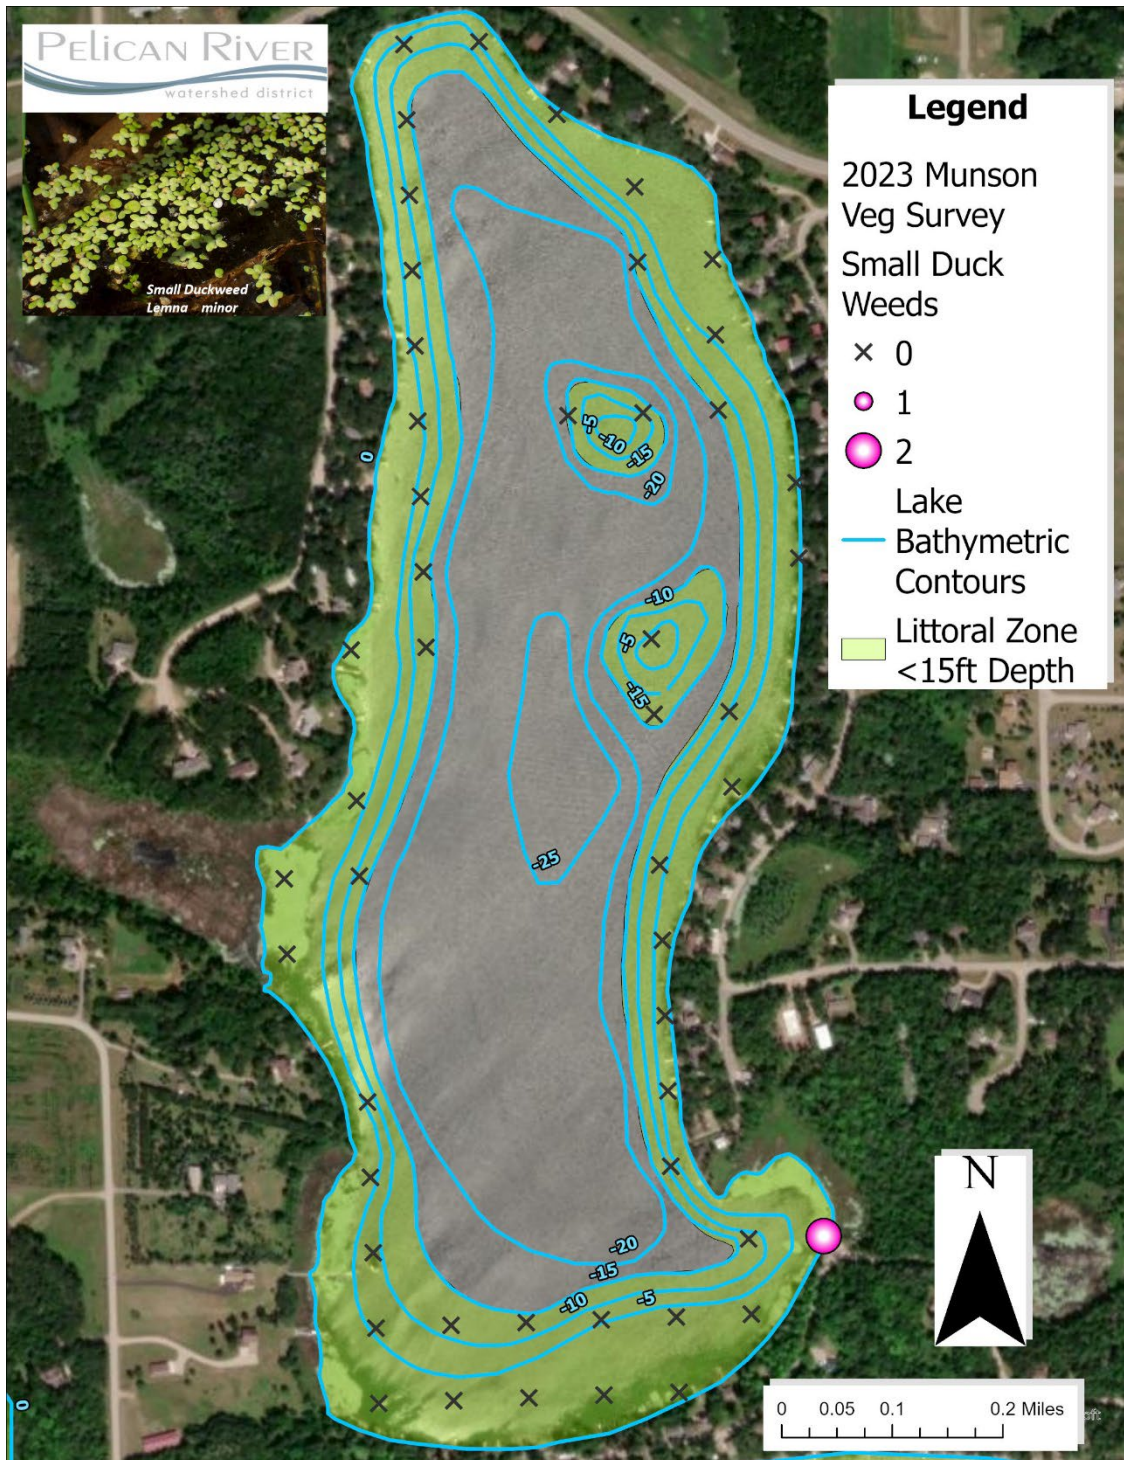 PELICAN RIVER
watershed district
Small Duckweed
Lemna minor
Legend
2023 Munson
Veg Survey
Small Duck
Weeds
0
1
2
Lake
Bathymetric
Contours
Littoral Zone
<15ft Depth
0
-5
-10
-15
-20
-10
-5
-15
-25
-20
-15
-10
-5
N
0
0 0.05 0.1 0.2 Miles